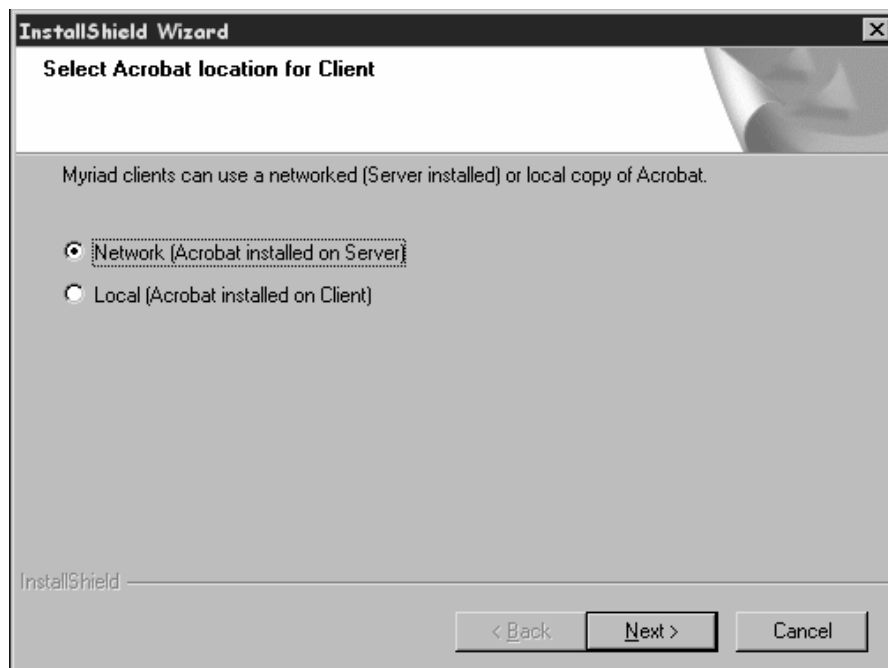 InstallShield Wizard
Select Acrobat location for Client
Myriad clients can use a networked (Server installed) or local copy of Acrobat.
Network (Acrobat installed on Server)
Local (Acrobat installed on Client)
InstallShield
< Back
Next >
Cancel